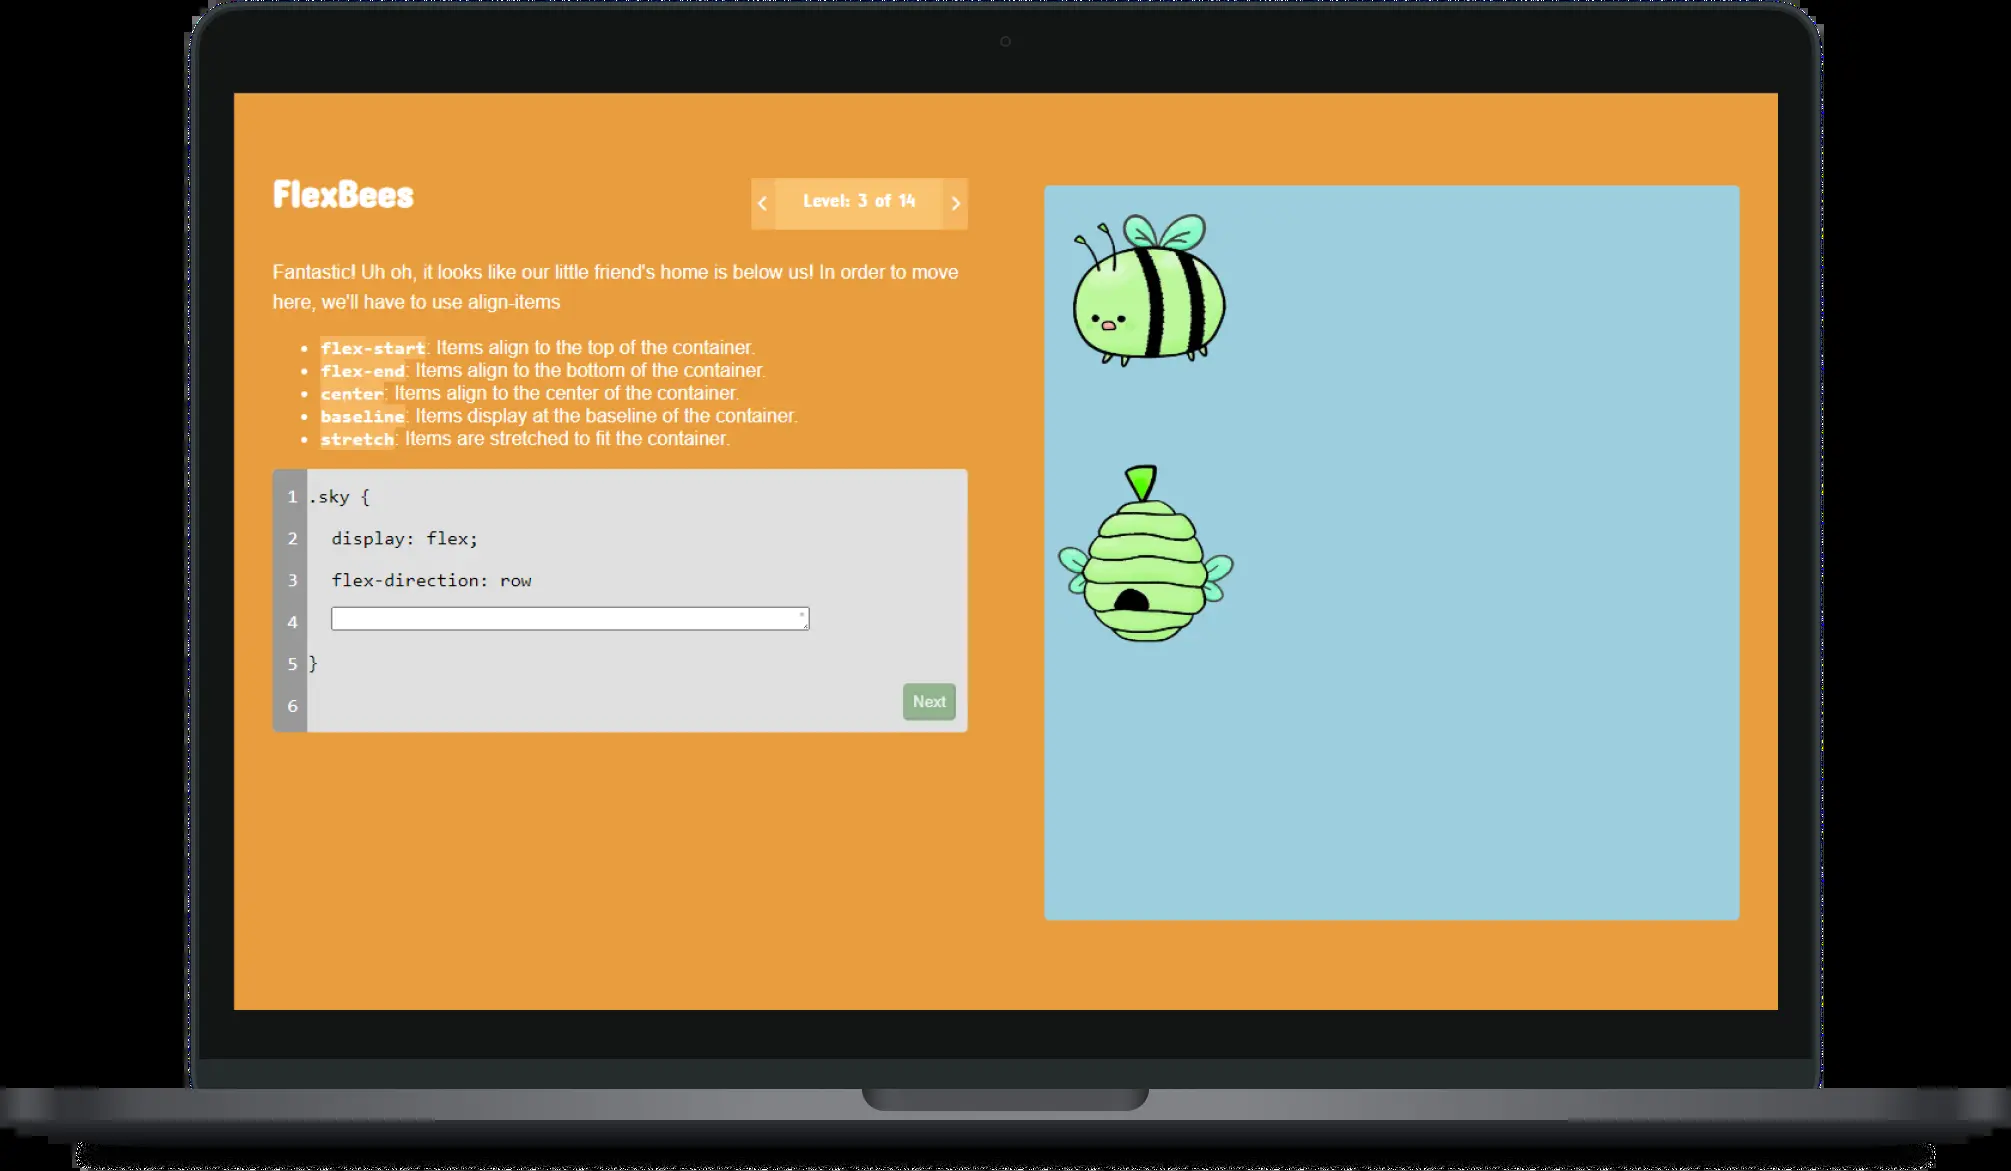 FlexBees
Level: 3 of 14
Fantastic! Uh oh, it looks like our little friend's home is below us! In order to move
here, we'll have to use align-items
flex-start: Items align to the top of the container.
flex-end: Items align to the bottom of the container.
center: Items align to the center of the container.
baseline: Items display at the baseline of the container.
stretch: Items are stretched to fit the container.
1 .sky {
2 display: flex;
3 flex-direction: row
4
5 }
6
Next